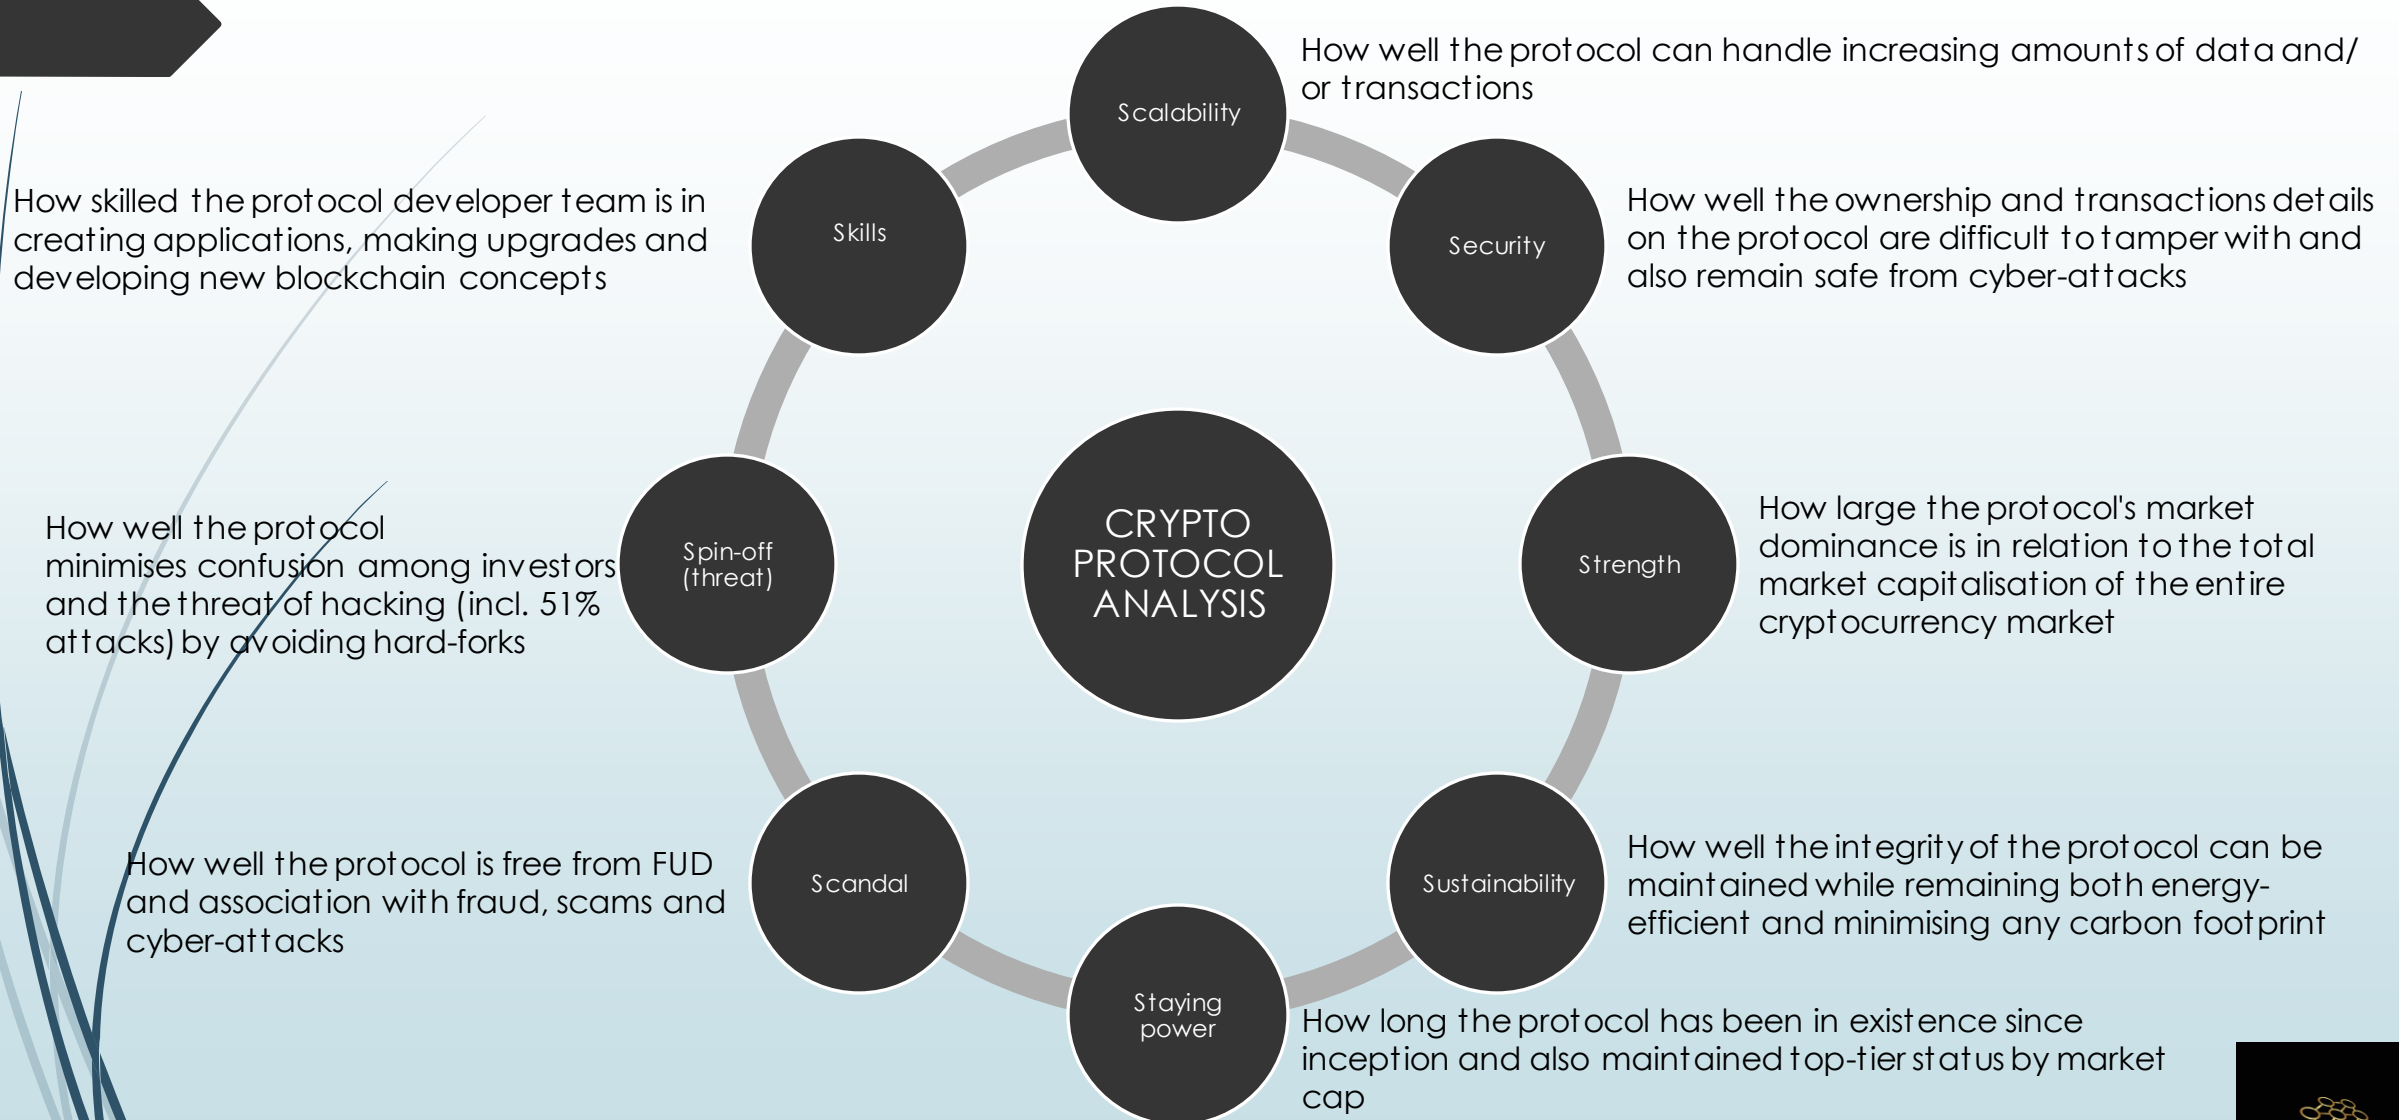 Scalability
How well the protocol can handle increasing amounts of data and/
or transactions
Security
How well the ownership and transactions details
on the protocol are difficult to tamper with and
also remain safe from cyber-attacks
Strength
How large the protocol's market
dominance is in relation to the total
market capitalisation of the entire
cryptocurrency market
Sustainability
How well the integrity of the protocol can be
maintained while remaining both energy-
efficient and minimising any carbon footprint
Staying
power
How long the protocol has been in existence since
inception and also maintained top-tier status by market
cap
Scandal
How well the protocol is free from FUD
and association with fraud, scams and
cyber-attacks
Spin-off
(threat)
How well the protocol
minimises confusion among investors
and the threat of hacking (incl. 51%
attacks) by avoiding hard-forks
Skills
How skilled the protocol developer team is in
creating applications, making upgrades and
developing new blockchain concepts
CRYPTO
PROTOCOL
ANALYSIS